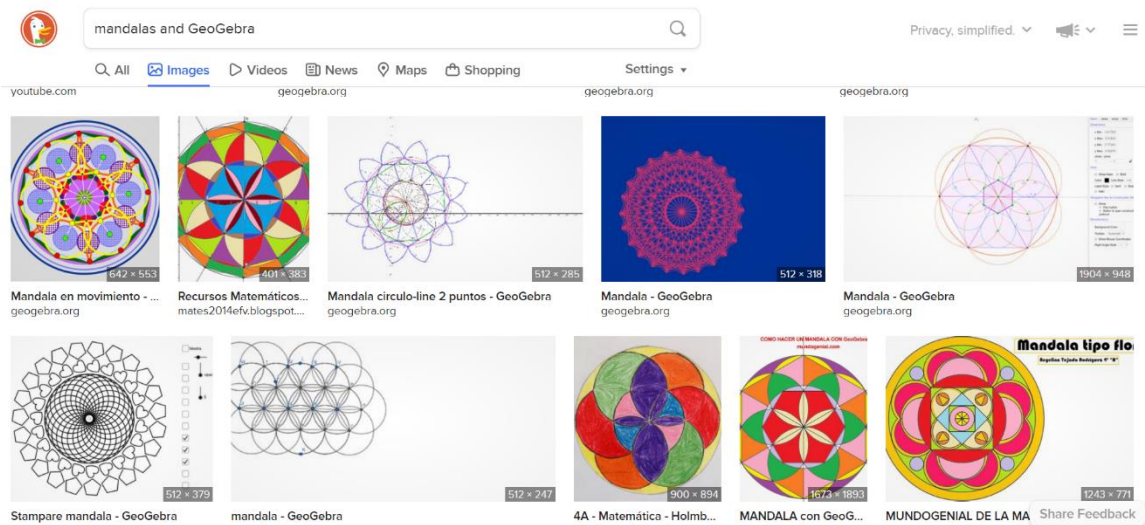 mandalas and GeoGebra
Privacy, simplified.
All Images Videos News Maps Shopping Settings
youtube.com geogebra.org geogebra.org geogebra.org
642 × 553 401 × 383 512 × 285 512 × 318 1904 × 948
Mandala en movimiento - ... Recursos Matemáticos... Mandala circulo-line 2 puntos - GeoGebra Mandala - GeoGebra Mandala - GeoGebra
geogebra.org mates2014efv.blogspot.... geogebra.org geogebra.org geogebra.org
COMO HACER UN MANDALA CON GeoGebra
mundogenial.com
Mandala tipo flo
512 × 379 512 × 247 900 × 894 1673 × 1893 1243 × 771
Stampare mandala - GeoGebra mandala - GeoGebra 4A - Matemática - Holmb... MANDALA con GeoG... MUNDOGENIAL DE LA MA
Share Feedback